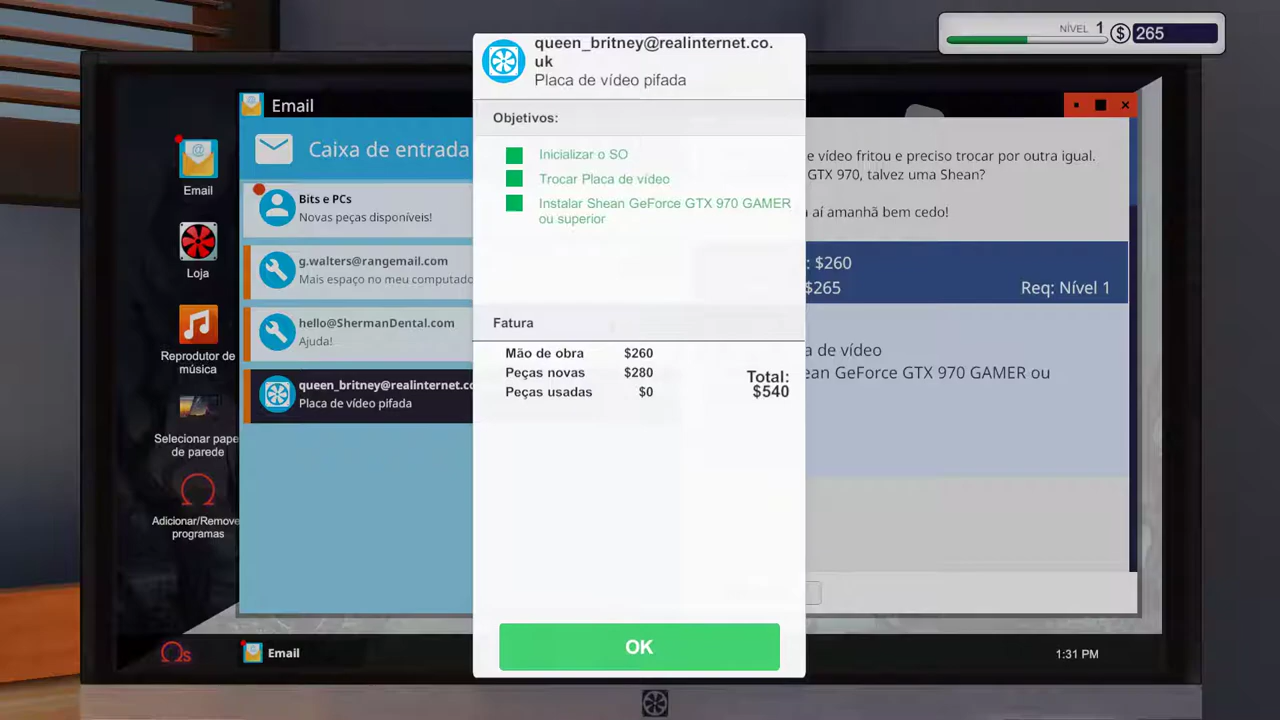 NÍVEL 1 $ 265
queen_britney@realinternet.co.
uk
Placa de vídeo pifada
Objetivos:
Inicializar o SO
Trocar Placa de vídeo
Instalar Shean GeForce GTX 970 GAMER
ou superior
Fatura
Mão de obra $260
Peças novas $280
Peças usadas $0
Total:
$540
OK
Email
Caixa de entrada
Bits e PCs
Novas peças disponíveis!
g.walters@rangemail.com
Mais espaço no meu computado
hello@ShermanDental.com
Ajuda!
queen_britney@realinternet.co
Placa de vídeo pifada
e vídeo fritou e preciso trocar por outra igual.
GTX 970, talvez uma Shean?
a aí amanhã bem cedo!
: $260
$265 Req: Nível 1
a de vídeo
ean GeForce GTX 970 GAMER ou
Email
Loja
Reprodutor de
música
Selecionar pape
de parede
Adicionar/Remove
programas
Ωs
Email
1:31 PM